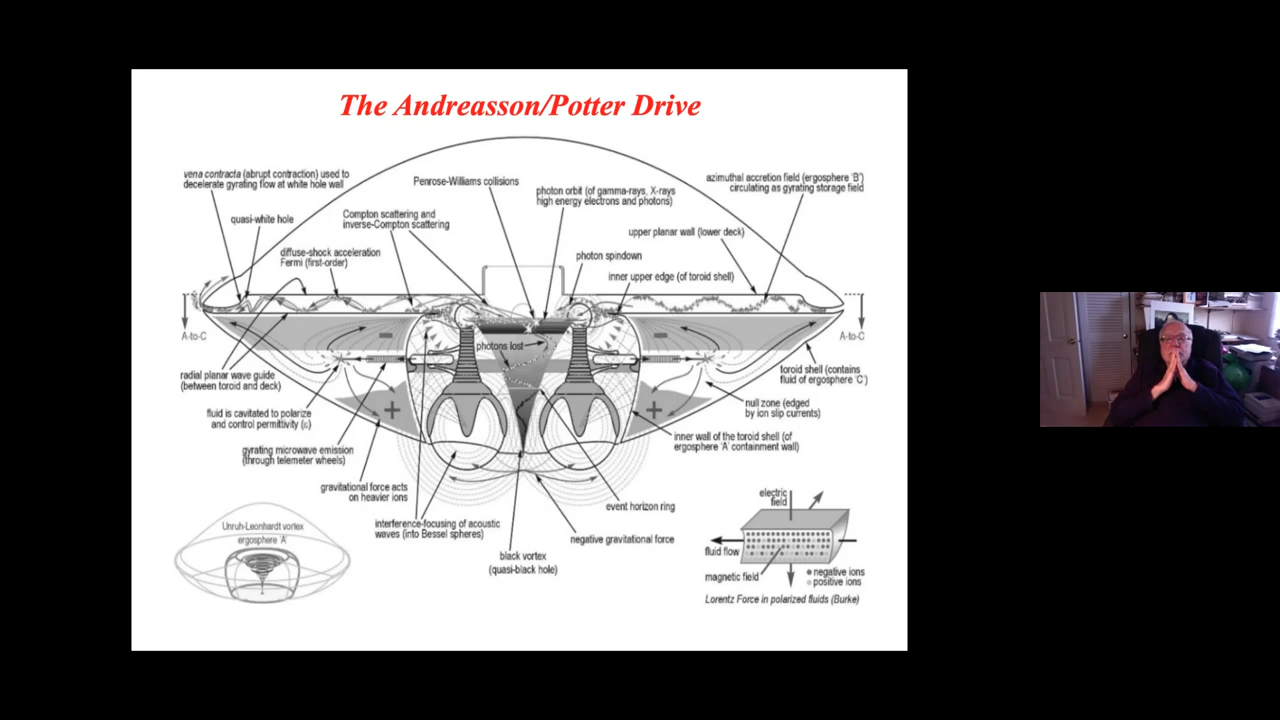 The Andreasson/Potter Drive
vena contracta (abrupt contraction) used to
decelerate gyrating flow at white hole wall
quasi-white hole
diffuse-shock acceleration
Fermi (first-order)
Compton scattering and
inverse-Compton scattering
Penrose-Williams collisions
photon orbit (of gamma-rays, X-rays
high energy electrons and photons)
azimuthal accretion field (ergosphere 'B')
circulating as gyrating storage field
upper planar wall (lower deck)
photon spindown
inner upper edge (of toroid shell)
A-to-C
A-to-C
photons lost
radial planar wave guide
(between toroid and deck)
toroid shell (contains
fluid of ergosphere 'C')
fluid is cavitated to polarize
and control permittivity (ε)
null zone (edged
by ion slip currents)
gyrating microwave emission
(through telemeter wheels)
inner wall of the toroid shell (of
ergosphere 'A' containment wall)
gravitational force acts
on heavier ions
event horizon ring
interference-focusing of acoustic
waves (into Bessel spheres)
negative gravitational force
black vortex
(quasi-black hole)
Unruh-Leonhardt vortex
ergosphere 'A'
electric
field
fluid flow
magnetic field
negative ions
positive ions
Lorentz Force in polarized fluids (Burke)